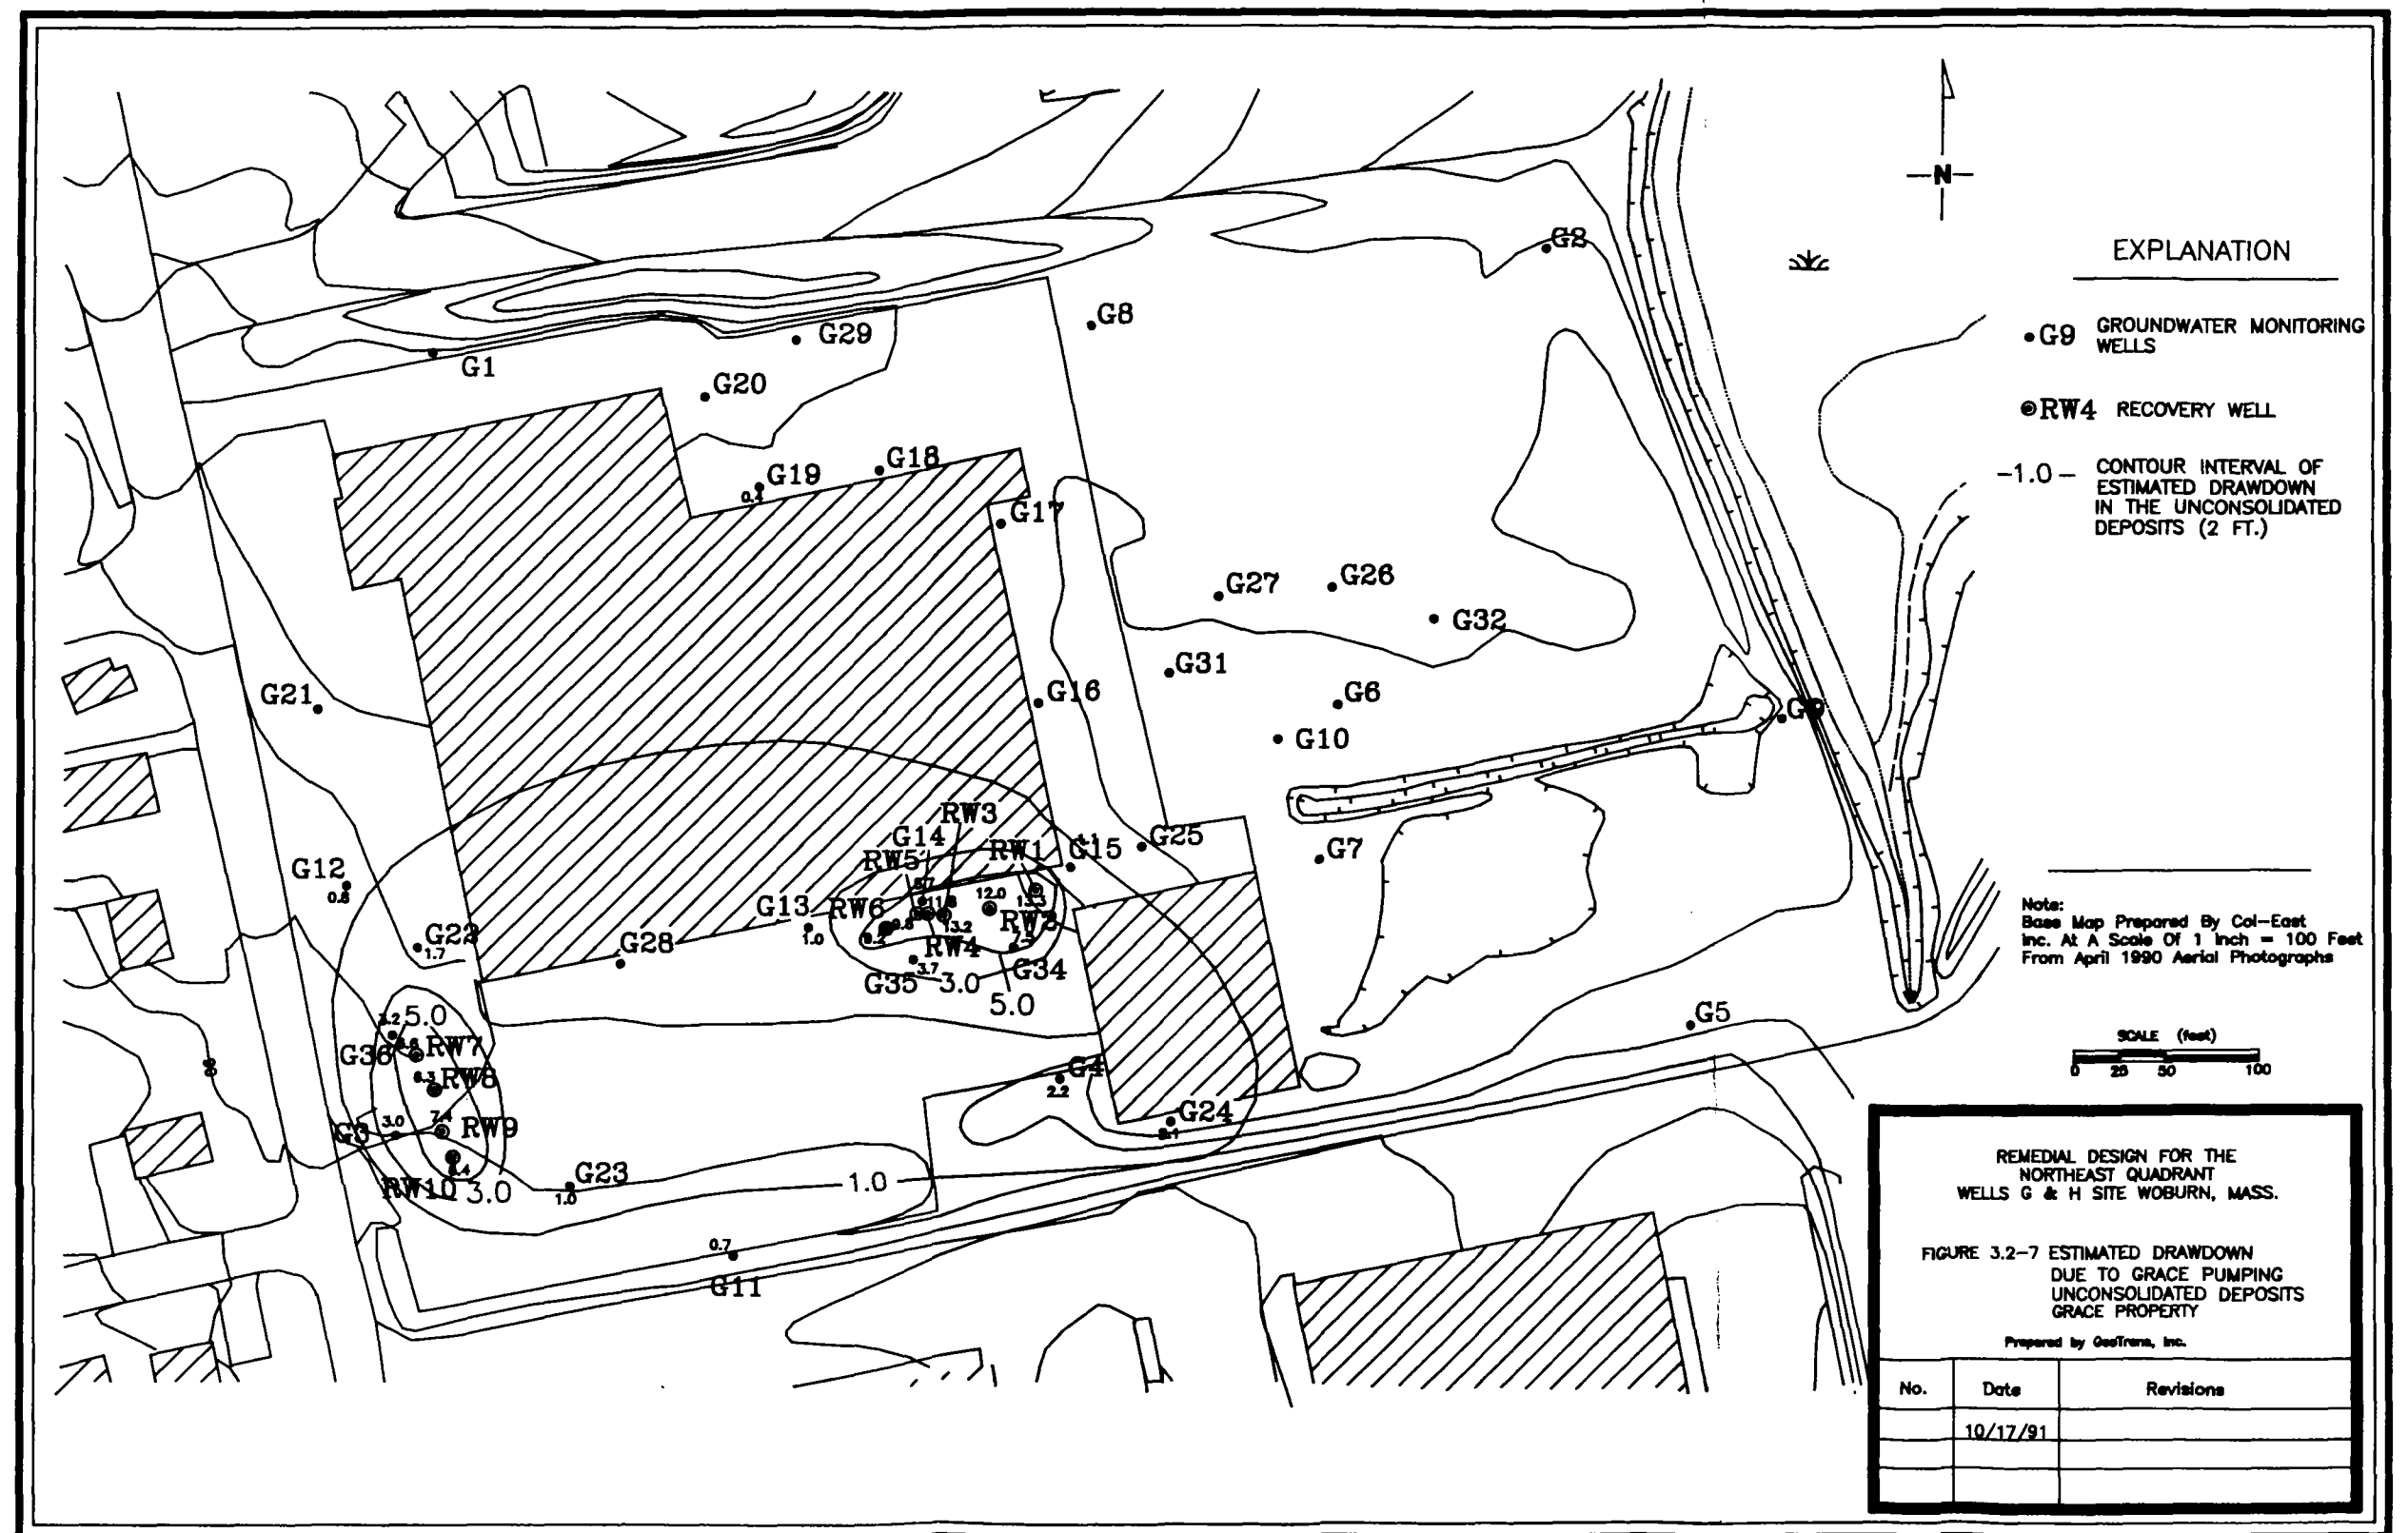 G2
N
EXPLANATION
G8
G29
G1
G9 GROUNDWATER MONITORING
WELLS
G20
RW4 RECOVERY WELL
G18
G19
0.4
-1.0- CONTOUR INTERVAL OF
ESTIMATED DRAWDOWN
IN THE UNCONSOLIDATED
DEPOSITS (2 FT.)
G17
G27
G26
G32
G31
G21
G16
G6
G9
G10
RW3
G14
RW5
RW1
G15
G25
G7
G12
12.0
13.3
G13
1.0
RW6
13.2
RW2
G22
1.7
G28
RW4
G34
3.7
G35
3.0
5.0
Note:
Base Map Prepared By Col-East
Inc. At A Scale Of 1 Inch = 100 Feet
From April 1990 Aerial Photographs
3.2
5.0
G36
RW7
G5
SCALE (feet)
0 25 50 100
RW8
G4
2.2
G24
7.4
3.0
G3
RW9
RW10
3.0
G23
1.0
1.0
0.7
G11
REMEDIAL DESIGN FOR THE
NORTHEAST QUADRANT
WELLS G & H SITE WOBURN, MASS.
FIGURE 3.2-7 ESTIMATED DRAWDOWN
DUE TO GRACE PUMPING
UNCONSOLIDATED DEPOSITS
GRACE PROPERTY
Prepared by GeoTrans, Inc.
No. Date Revisions
10/17/91